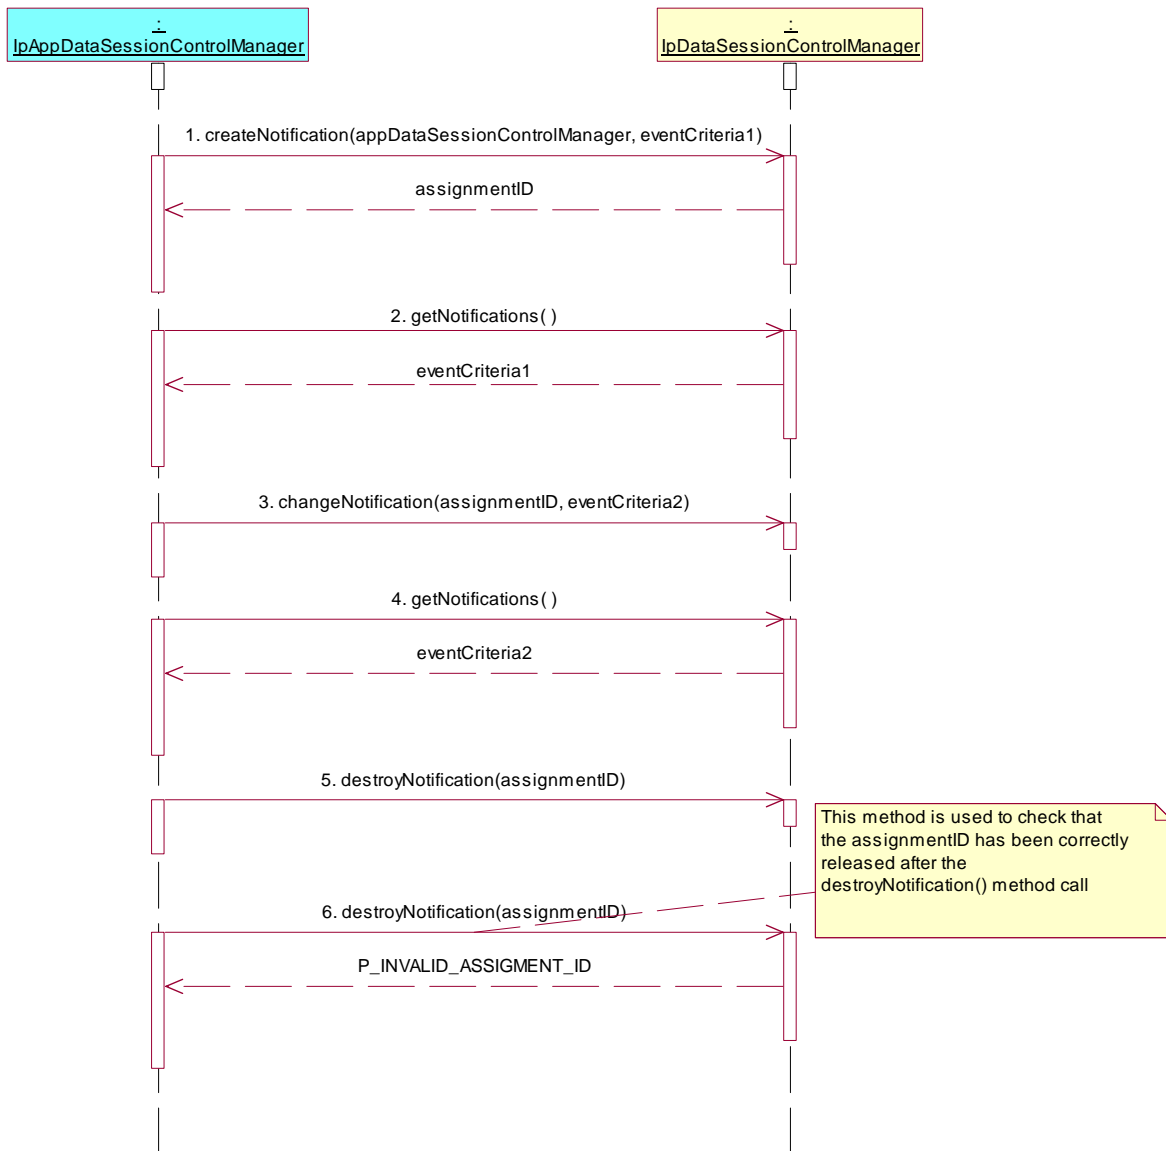 :
IpAppDataSessionControlManager
:
IpDataSessionControlManager
1. createNotification(appDataSessionControlManager, eventCriteria1)
assignmentID
2. getNotifications( )
eventCriteria1
3. changeNotification(assignmentID, eventCriteria2)
4. getNotifications( )
eventCriteria2
5. destroyNotification(assignmentID)
This method is used to check that
the assignmentID has been correctly
released after the
destroyNotification() method call
6. destroyNotification(assignmentID)
P_INVALID_ASSIGMENT_ID